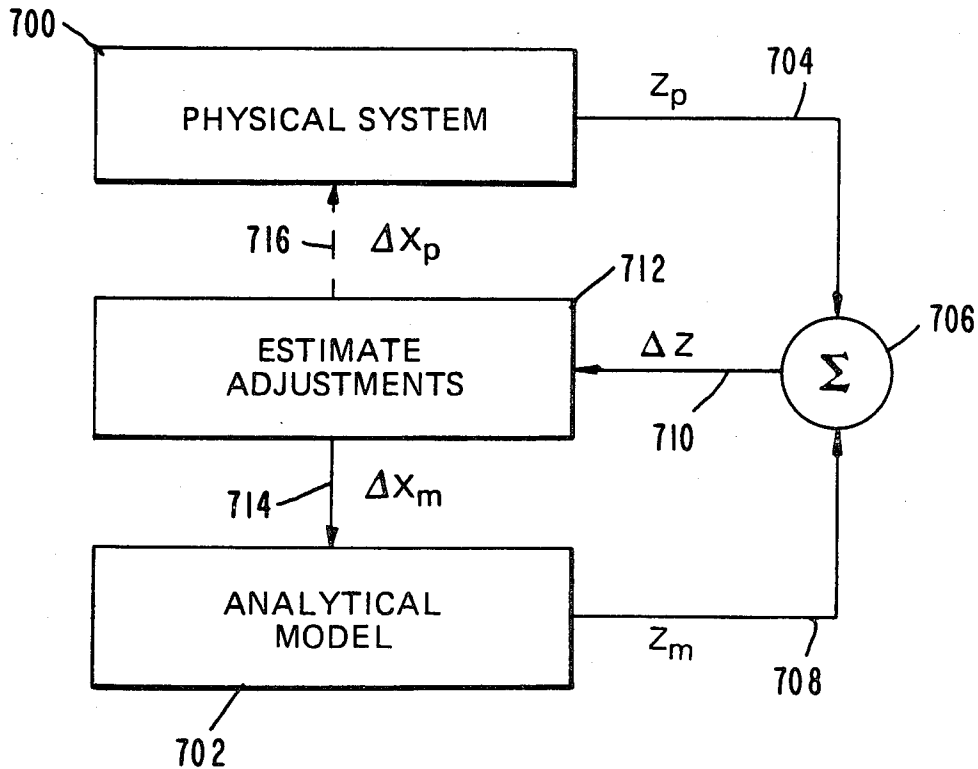 700
704
PHYSICAL SYSTEM
Zp
716
ΔXp
712
706
ESTIMATE
ADJUSTMENTS
ΔZ
Σ
710
714
ΔXm
ANALYTICAL
MODEL
Zm
708
702